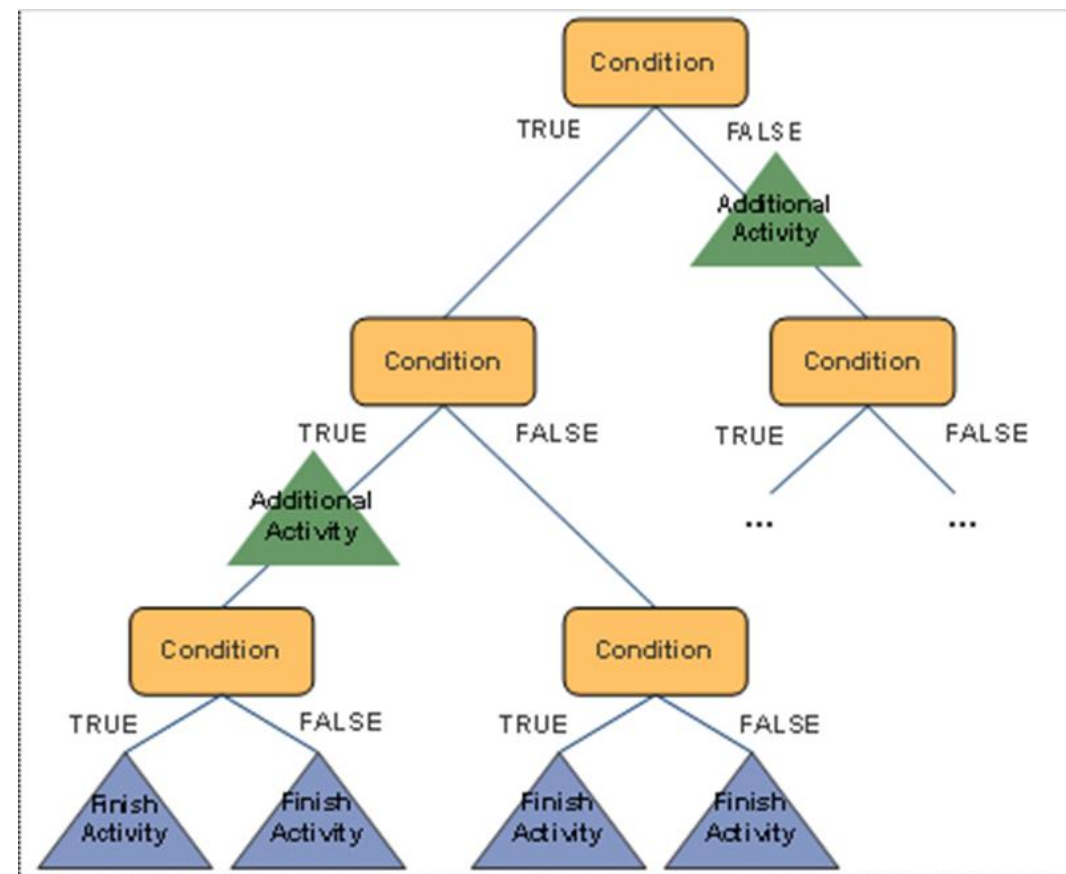 Condition
TRUE
FALSE
Additional
Activity
Condition
Condition
TRUE
FALSE
TRUE
FALSE
Additional
Activity
...
...
Condition
Condition
TRUE
FALSE
TRUE
FALSE
Finish
Activity
Finish
Activity
Finish
Activity
Finish
Activity